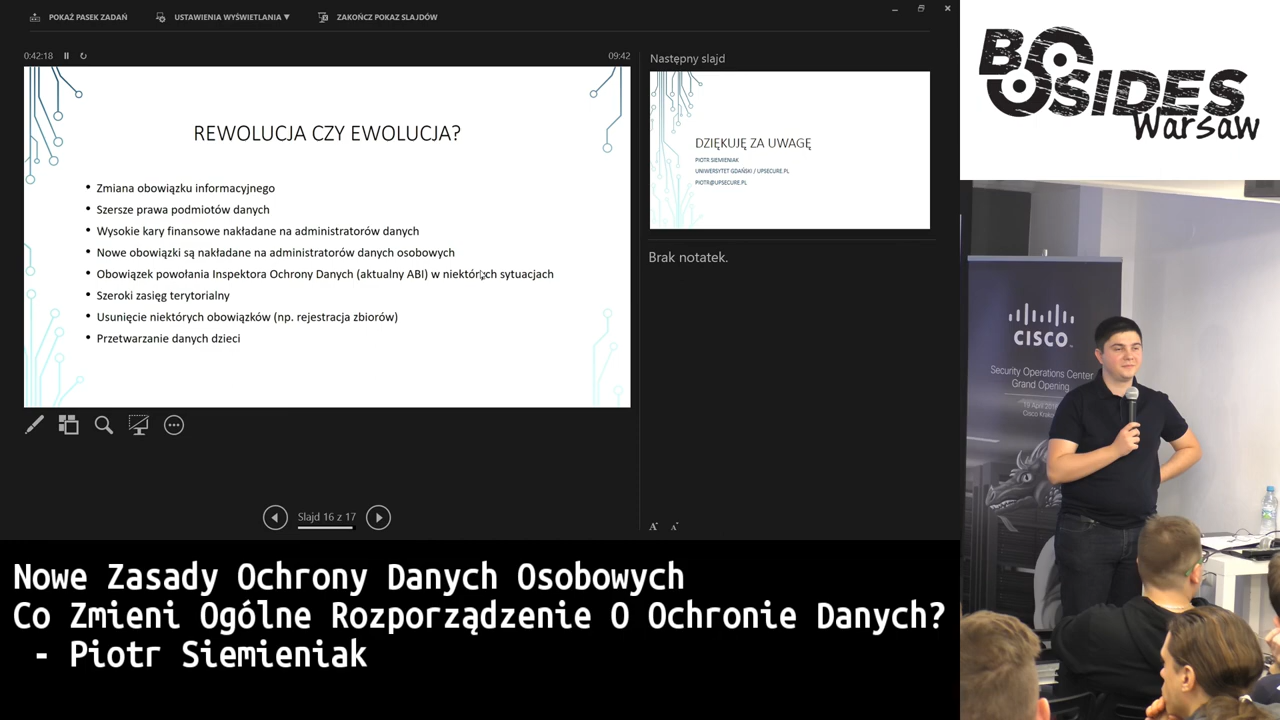 POKAŻ PASEK ZADAŃ
USTAWIENIA WYŚWIETLANIA ▼
ZAKOŃCZ POKAZ SLAJDÓW
0:42:18
09:42
REWOLUCJA CZY EWOLUCJA?
• Zmiana obowiązku informacyjnego
• Szersze prawa podmiotów danych
• Wysokie kary finansowe nakładane na administratorów danych
• Nowe obowiązki są nakładane na administratorów danych osobowych
• Obowiązek powołania Inspektora Ochrony Danych (aktualny ABI) w niektórych sytuacjach
• Szeroki zasięg terytorialny
• Usunięcie niektórych obowiązków (np. rejestracja zbiorów)
• Przetwarzanie danych dzieci
Slajd 16 z 17
Następny slajd
DZIĘKUJĘ ZA UWAGĘ
PIOTR SIEMIENIAK
UNIWERSYTET GDAŃSKI / UPSECURE.PL
PIOTR@UPSECURE.PL
Brak notatek.
A A
BSIDES
Warsaw
CISCO
Security Operations Center
Grand Opening
19 April
Cisco
Nowe Zasady Ochrony Danych Osobowych
Co Zmieni Ogólne Rozporządzenie O Ochronie Danych?
- Piotr Siemieniak